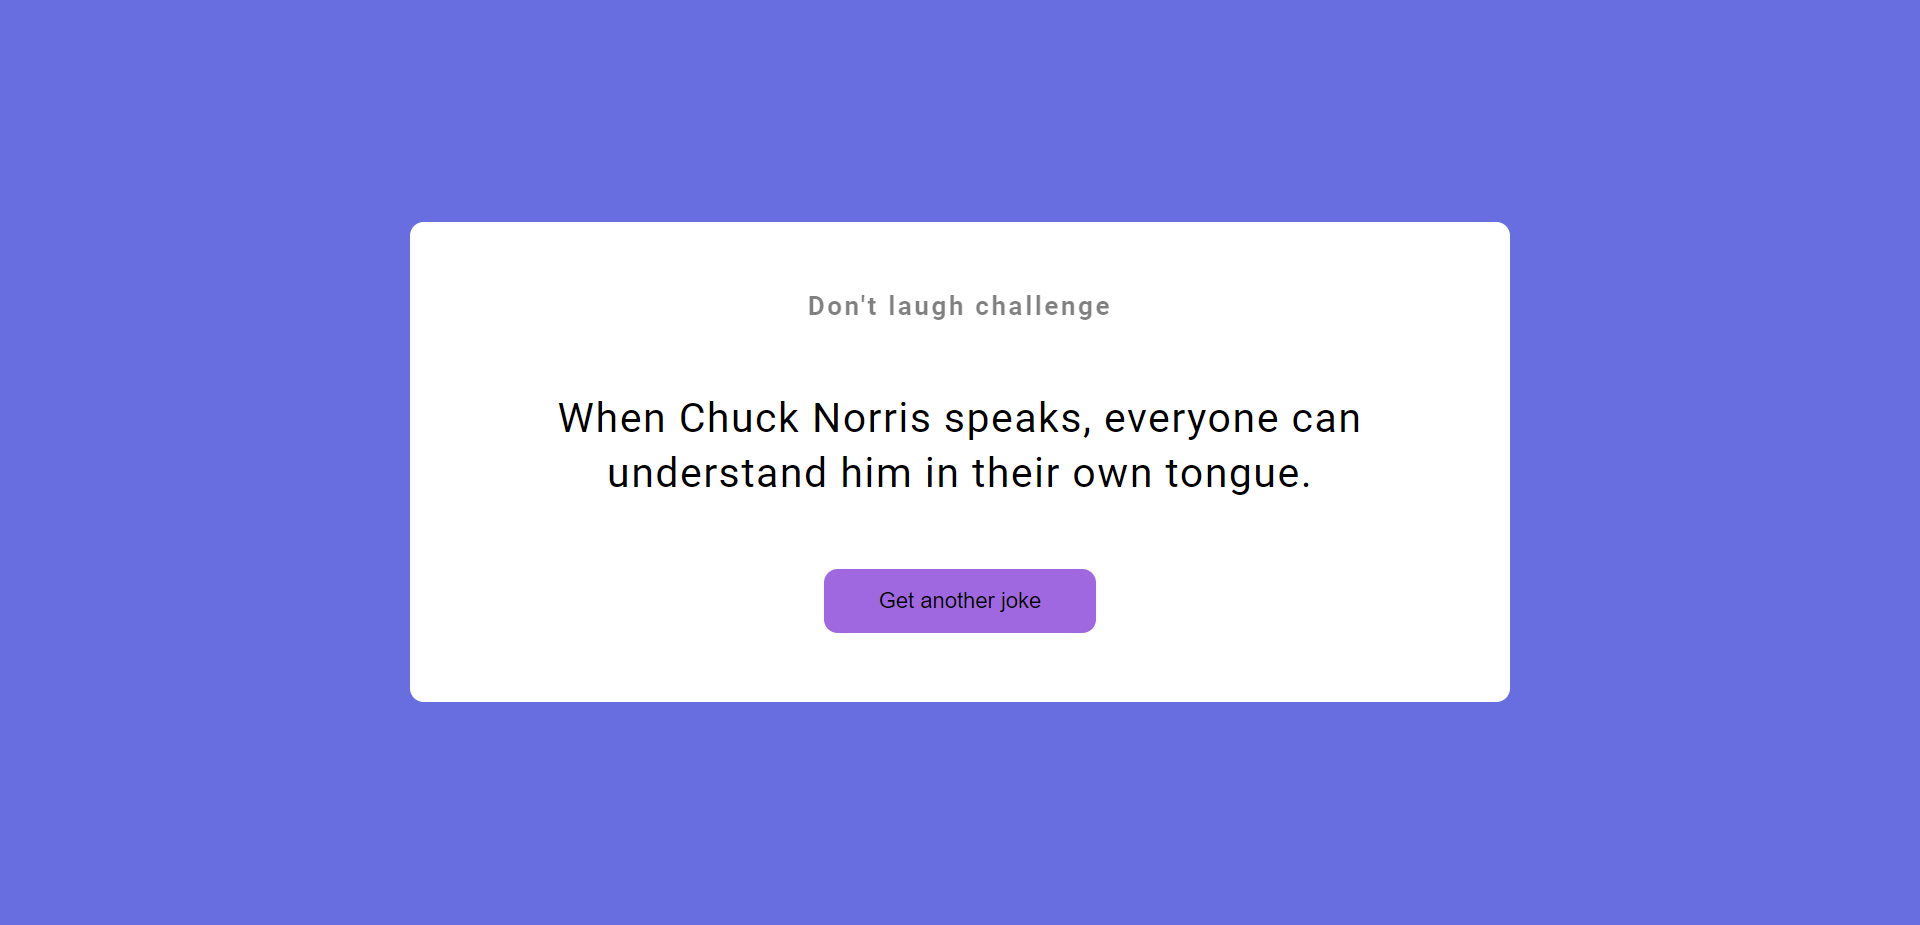 Don't laugh challenge
When Chuck Norris speaks, everyone can
understand him in their own tongue.
Get another joke